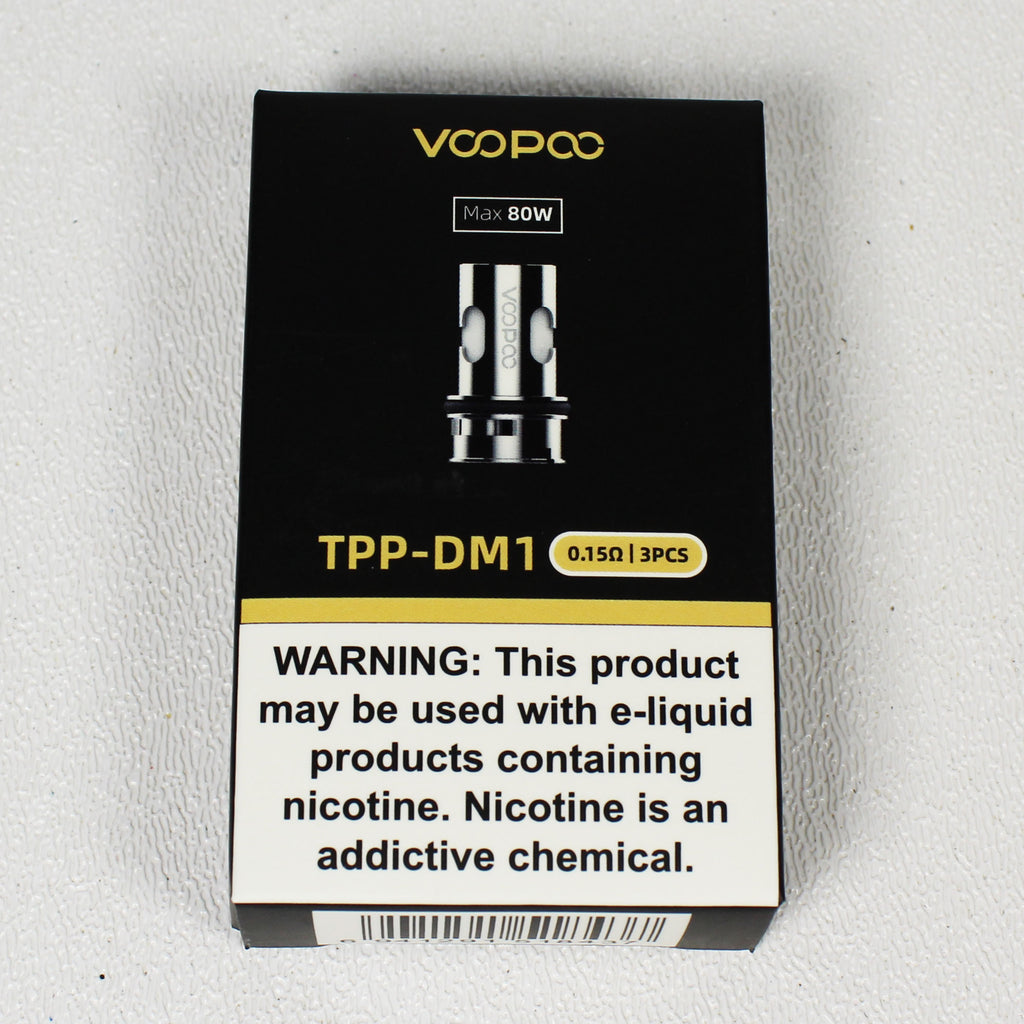 VOOPOO
Max 80W
VOOPOO
TPP-DM1 0.15Ω | 3PCS
WARNING: This product
may be used with e-liquid
products containing
nicotine. Nicotine is an
addictive chemical.